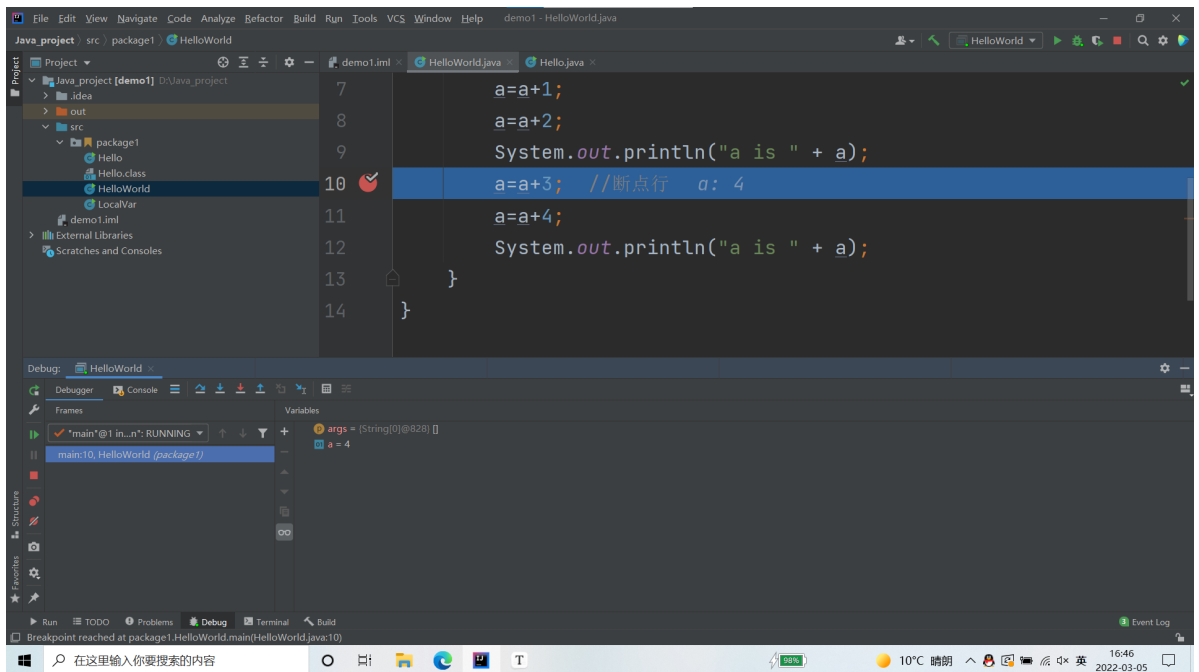 File Edit View Navigate Code Analyze Refactor Build Run Tools VCS Window Help demo1 - HelloWorld.java
Java_project src package1 HelloWorld HelloWorld
Project Project demo1.iml HelloWorld.java Hello.java
Java_project [demo1] D:\Java_project
.idea
out
src
package1
Hello
Hello.class
HelloWorld
LocalVar
demo1.iml
External Libraries
Scratches and Consoles
7 a=a+1;
8 a=a+2;
9 System.out.println("a is " + a);
10 a=a+3; //断点行 a: 4
11 a=a+4;
12 System.out.println("a is " + a);
13 }
14 }
Debug: HelloWorld
Debugger Console
Frames Variables
"main"@1 in...n": RUNNING
main:10, HelloWorld (package1)
args = {String[0]@828} []
01 a = 4
Structure
Favorites
Run TODO Problems Debug Terminal Build 3 Event Log
Breakpoint reached at package1.HelloWorld.main(HelloWorld.java:10)
在这里输入你要搜索的内容 T 98% 10°C 晴朗 英 16:46
2022-03-05